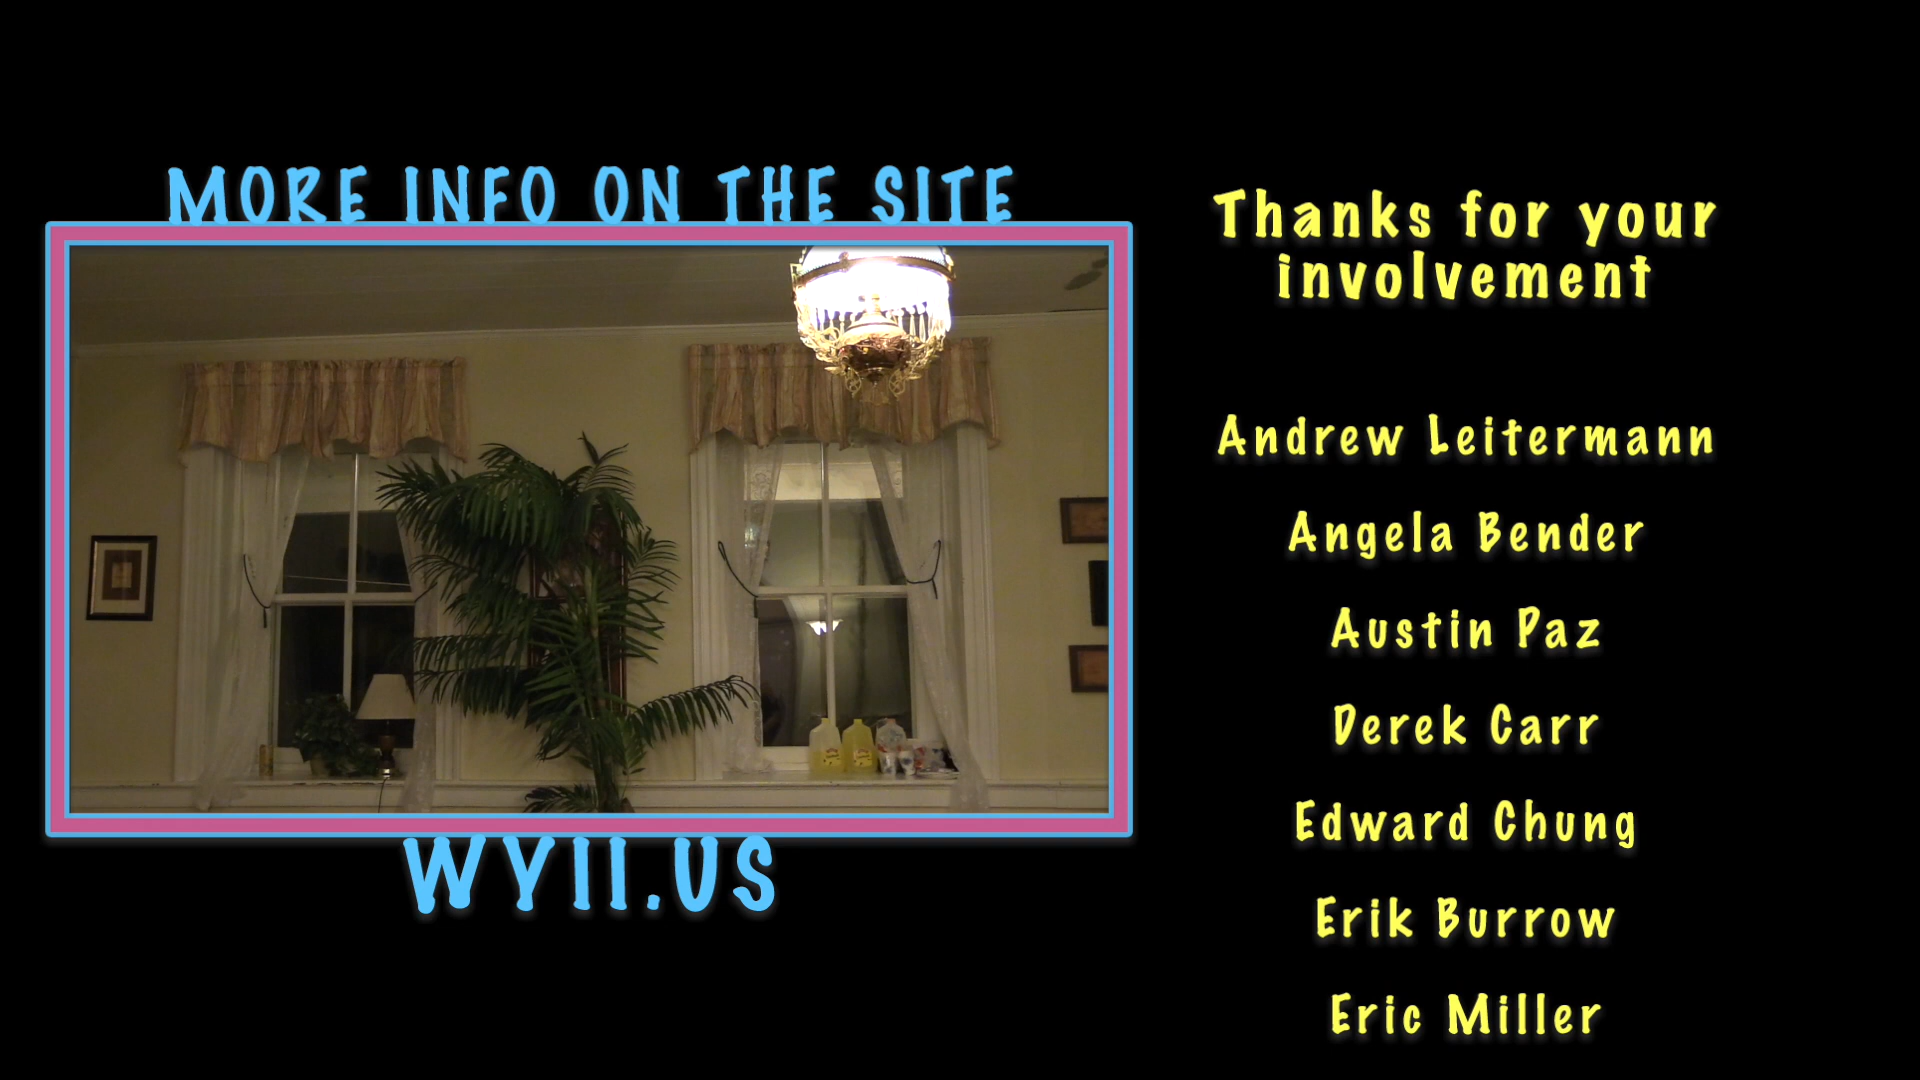 MORE INFO ON THE SITE
WYII.US
Thanks for your
involvement
Andrew Leitermann
Angela Bender
Austin Paz
Derek Carr
Edward Chung
Erik Burrow
Eric Miller